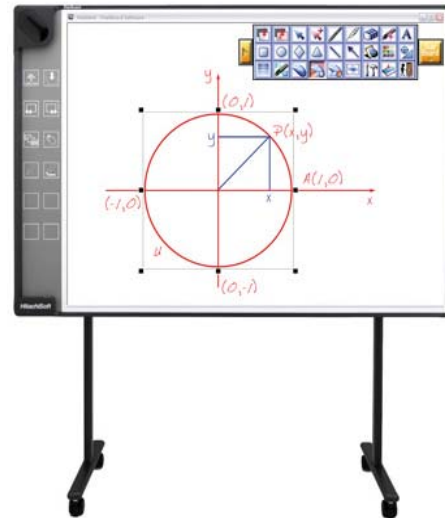 y
(0,1)
y
P(x,y)
A(1,0)
(-1,0)
x
x
u
(0,-1)
HitachiSoft